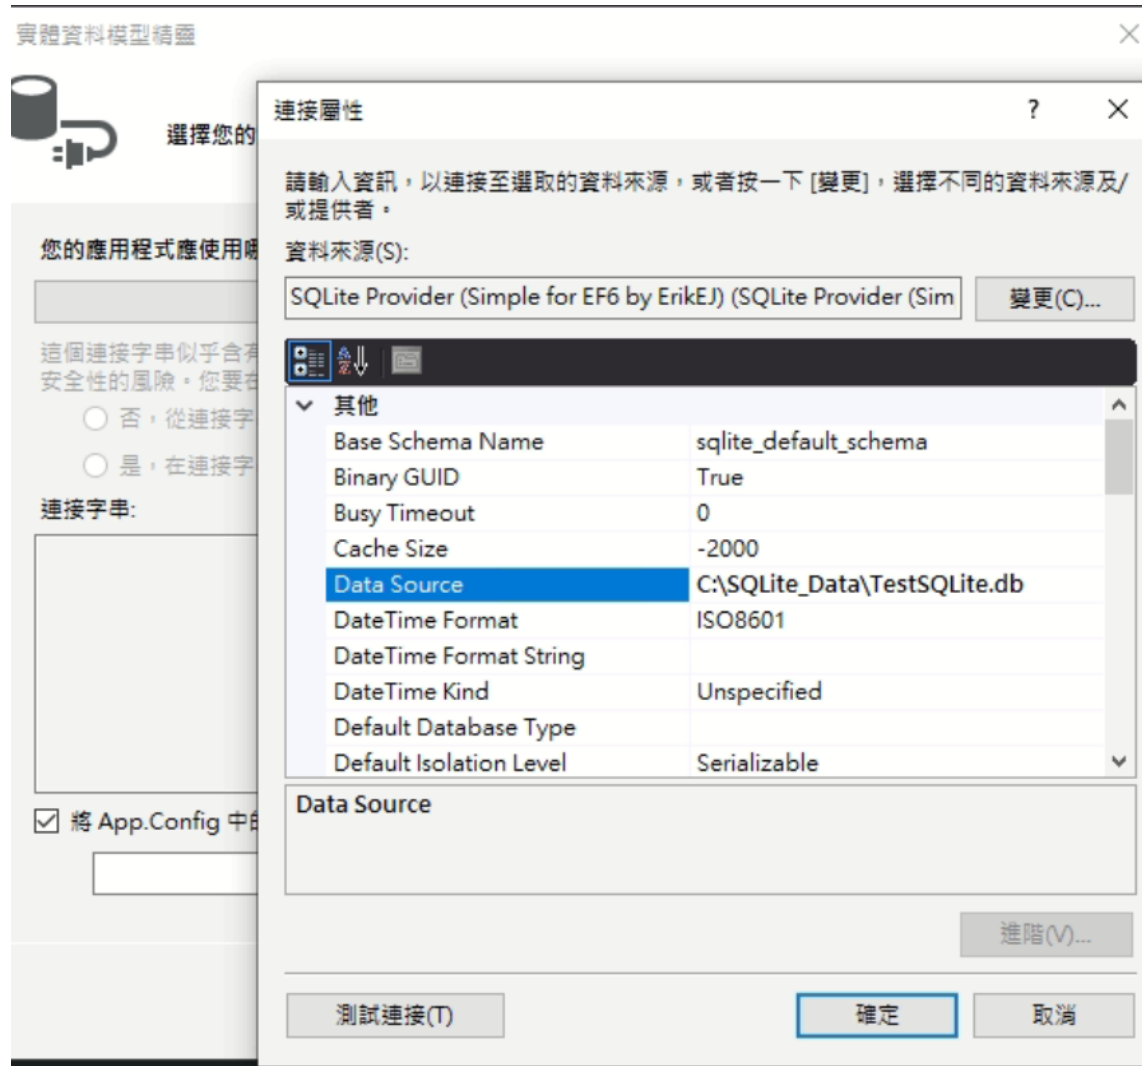 實體資料模型精靈
選擇您的
連接屬性
?
請輸入資訊，以連接至選取的資料來源，或者按一下 [變更]，選擇不同的資料來源及/
或提供者。
資料來源(S):
SQLite Provider (Simple for EF6 by ErikEJ) (SQLite Provider (Sim
變更(C)...
您的應用程式應使用哪
這個連接字串似乎含有
安全性的風險。您要在
否，從連接字
是，在連接字
連接字串:
將 App.Config 中的
其他
Base Schema Name sqlite_default_schema
Binary GUID True
Busy Timeout 0
Cache Size -2000
Data Source C:\SQLite_Data\TestSQLite.db
DateTime Format ISO8601
DateTime Format String
DateTime Kind Unspecified
Default Database Type
Default Isolation Level Serializable
Data Source
進階(V)...
測試連接(T)
確定
取消